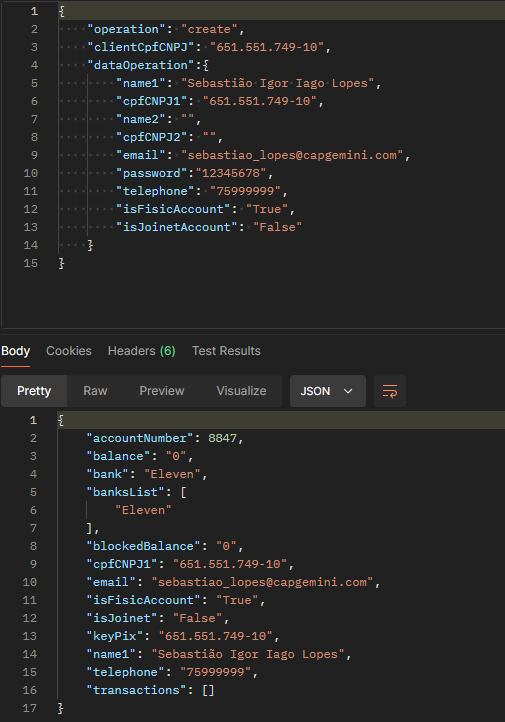 1 {
2 "operation": "create",
3 "clientCpfCNPJ": "651.551.749-10",
4 "dataOperation":{
5 "name1": "Sebastião Igor Iago Lopes",
6 "cpfCNPJ1": "651.551.749-10",
7 "name2": "",
8 "cpfCNPJ2": "",
9 "email": "sebastiao_lopes@capgemini.com",
10 "password":"12345678",
11 "telephone": "75999999",
12 "isFisicAccount": "True",
13 "isJoinetAccount": "False"
14 }
15 }
Body Cookies Headers (6) Test Results
Pretty Raw Preview Visualize JSON
1 {
2 "accountNumber": 8847,
3 "balance": "0",
4 "bank": "Eleven",
5 "banksList": [
6 "Eleven"
7 ],
8 "blockedBalance": "0",
9 "cpfCNPJ1": "651.551.749-10",
10 "email": "sebastiao_lopes@capgemini.com",
11 "isFisicAccount": "True",
12 "isJoinet": "False",
13 "keyPix": "651.551.749-10",
14 "name1": "Sebastião Igor Iago Lopes",
15 "telephone": "75999999",
16 "transactions": []
17 }